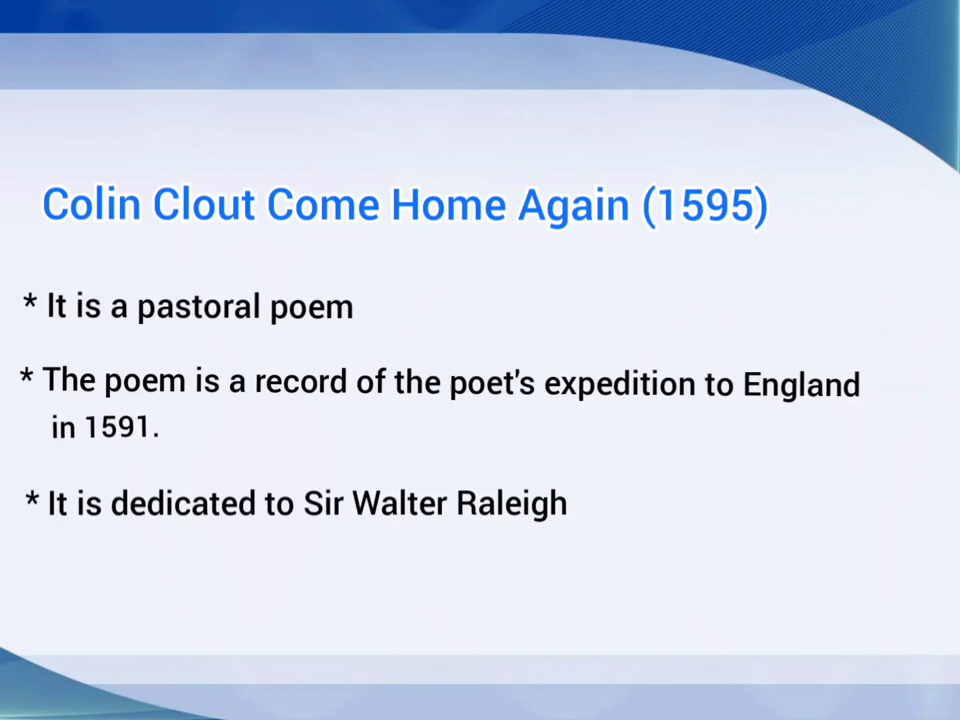 Colin Clout Come Home Again (1595)
* It is a pastoral poem
* The poem is a record of the poet's expedition to England
in 1591.
* It is dedicated to Sir Walter Raleigh